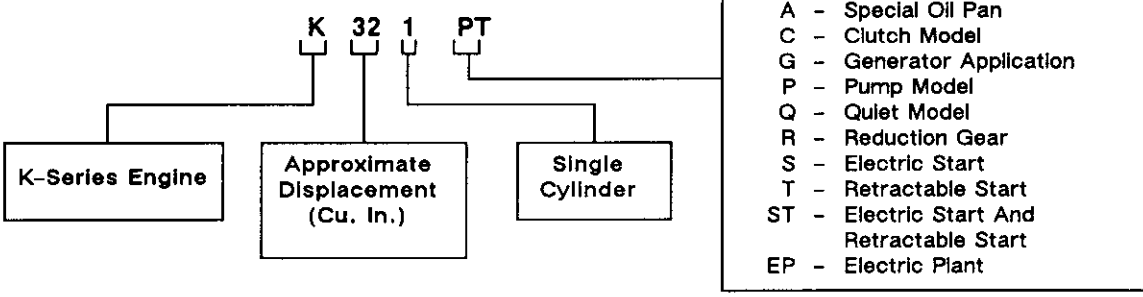 K 32 1 PT
K-Series Engine
Approximate
Displacement
(Cu. In.)
Single
Cylinder
A - Special Oil Pan
C - Clutch Model
G - Generator Application
P - Pump Model
Q - Quiet Model
R - Reduction Gear
S - Electric Start
T - Retractable Start
ST - Electric Start And
Retractable Start
EP - Electric Plant